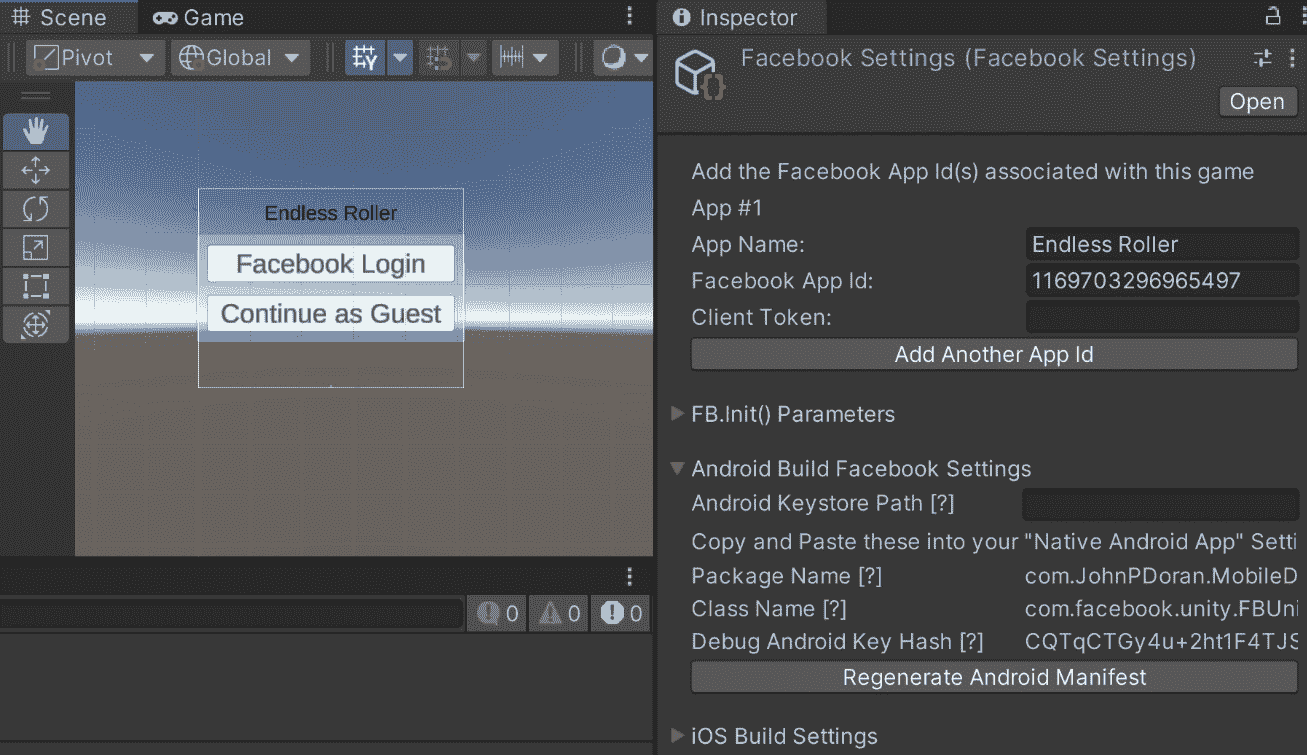 Scene
Game
Pivot
Global
Endless Roller
Facebook Login
Continue as Guest
0
0
0
Inspector
Facebook Settings (Facebook Settings)
Open
Add the Facebook App Id(s) associated with this game
App #1
App Name: Endless Roller
Facebook App Id: 1169703296965497
Client Token:
Add Another App Id
FB.Init() Parameters
Android Build Facebook Settings
Android Keystore Path [?]
Copy and Paste these into your "Native Android App" Setti
Package Name [?] com.JohnPDoran.MobileD
Class Name [?] com.facebook.unity.FBUni
Debug Android Key Hash [?] CQTqCTGy4u+2ht1F4TJS
Regenerate Android Manifest
iOS Build Settings